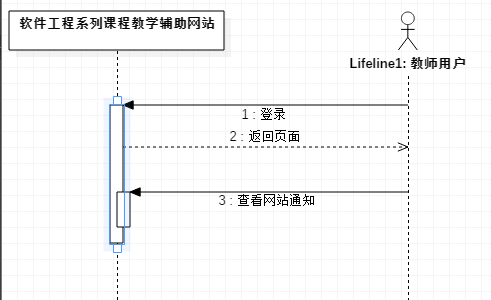 软件工程系列课程教学辅助网站
Lifeline1: 教师用户
1 : 登录
2 : 返回页面
3 : 查看网站通知